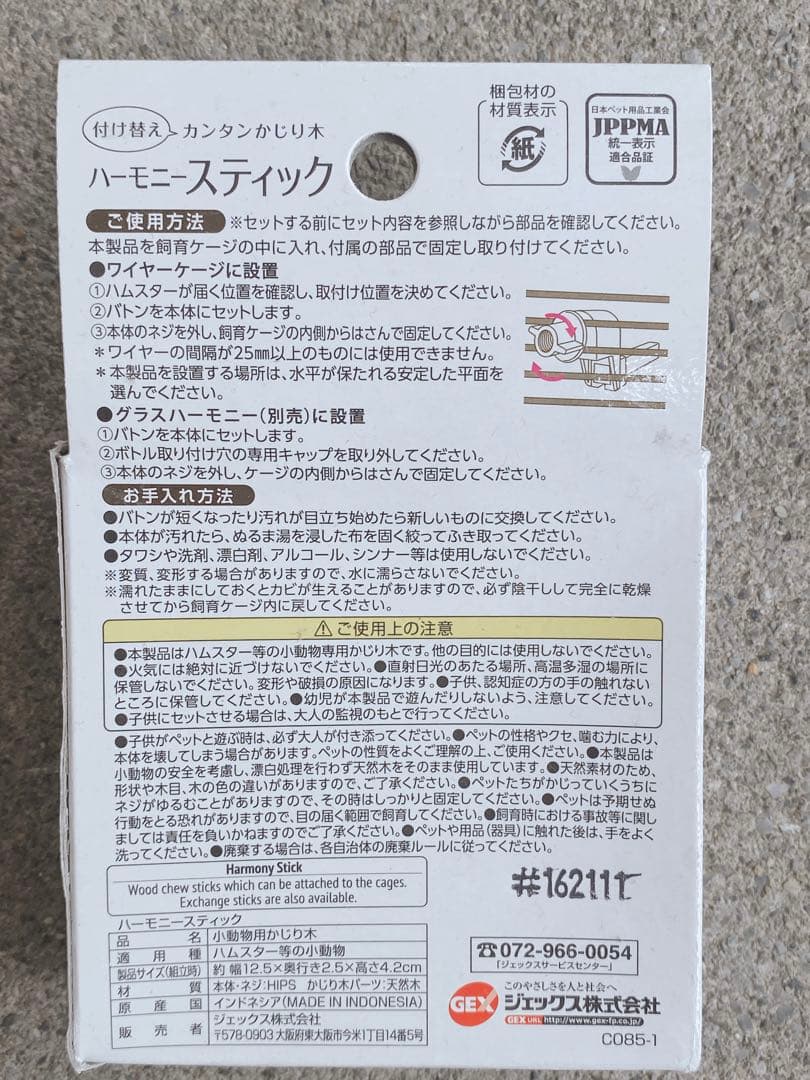 付け替え カンタンかじり木
ハーモニースティック
梱包材の
材質表示
紙
日本ペット用品工業会
JPPMA
統一表示
適合品証
ご使用方法 ※セットする前にセット内容を参照しながら部品を確認してください。
本製品を飼育ケージの中に入れ、付属の部品で固定し取り付けてください。
●ワイヤーケージに設置
①ハムスターが届く位置を確認し、取付け位置を決めてください。
②バトンを本体にセットします。
③本体のネジを外し、飼育ケージの内側からはさんで固定してください。
＊ワイヤーの間隔が25㎜以上のものには使用できません。
＊本製品を設置する場所は、水平が保たれる安定した平面を
選んでください。
●グラスハーモニー(別売)に設置
①バトンを本体にセットします。
②ボトル取り付け穴の専用キャップを取り外してください。
③本体のネジを外し、ケージの内側からはさんで固定してください。
お手入れ方法
●バトンが短くなったり汚れが目立ち始めたら新しいものに交換してください。
●本体が汚れたら、ぬるま湯を浸した布を固く絞ってふき取ってください。
●タワシや洗剤、漂白剤、アルコール、シンナー等は使用しないでください。
※変質、変形する場合がありますので、水に濡らさないでください。
※濡れたままにしておくとカビが生えることがありますので、必ず陰干しして完全に乾燥
させてから飼育ケージ内に戻してください。
⚠ご使用上の注意
●本製品はハムスター等の小動物専用かじり木です。他の目的には使用しないでください。
●火気には絶対に近づけないでください。●直射日光のあたる場所、高温多湿の場所に
保管しないでください。変形や破損の原因になります。●子供、認知症の方の手の触れない
ところに保管してください。●幼児が本製品で遊んだりしないよう、注意してください。
●子供にセットさせる場合は、大人の監視のもとで行ってください。
●子供がペットと遊ぶ時は、必ず大人が付き添ってください。●ペットの性格やクセ、噛む力により、
本体を壊してしまう場合があります。ペットの性質をよくご理解の上、ご使用ください。●本製品は
小動物の安全を考慮し、漂白処理を行わず天然木をそのまま使用しています。●天然素材のため、
形状や木目、木の色の違いがありますので、ご了承ください。●ペットたちがかじっていくうちに
ネジがゆるむことがありますので、その時はしっかりと固定してください。●ペットは予期せぬ
行動をとる恐れがありますので、目の届く範囲で飼育してください。●飼育時における事故等に関し
ましては責任を負いかねますのでご了承ください。●ペットや用品(器具)に触れた後は、手をよく
洗ってください。●廃棄する場合は、各自治体の廃棄ルールに従ってください。
Harmony Stick
Wood chew sticks which can be attached to the cages.
Exchange sticks are also available.
#162111T
ハーモニースティック
品名 小動物用かじり木
適用種 ハムスター等の小動物
製品サイズ(組立時) 約 幅12.5×奥行き2.5×高さ4.2cm
材質 本体・ネジ:HIPS かじり木パーツ:天然木
原産国 インドネシア(MADE IN INDONESIA)
販売者 ジェックス株式会社
〒578-0903 大阪府東大阪市今米1丁目14番5号
☎072-966-0054
「ジェックスサービスセンター」
このやさしさを人と社会へ
GEX ジェックス株式会社
GEX URL http://www.gex-fp.co.jp/
C085-1